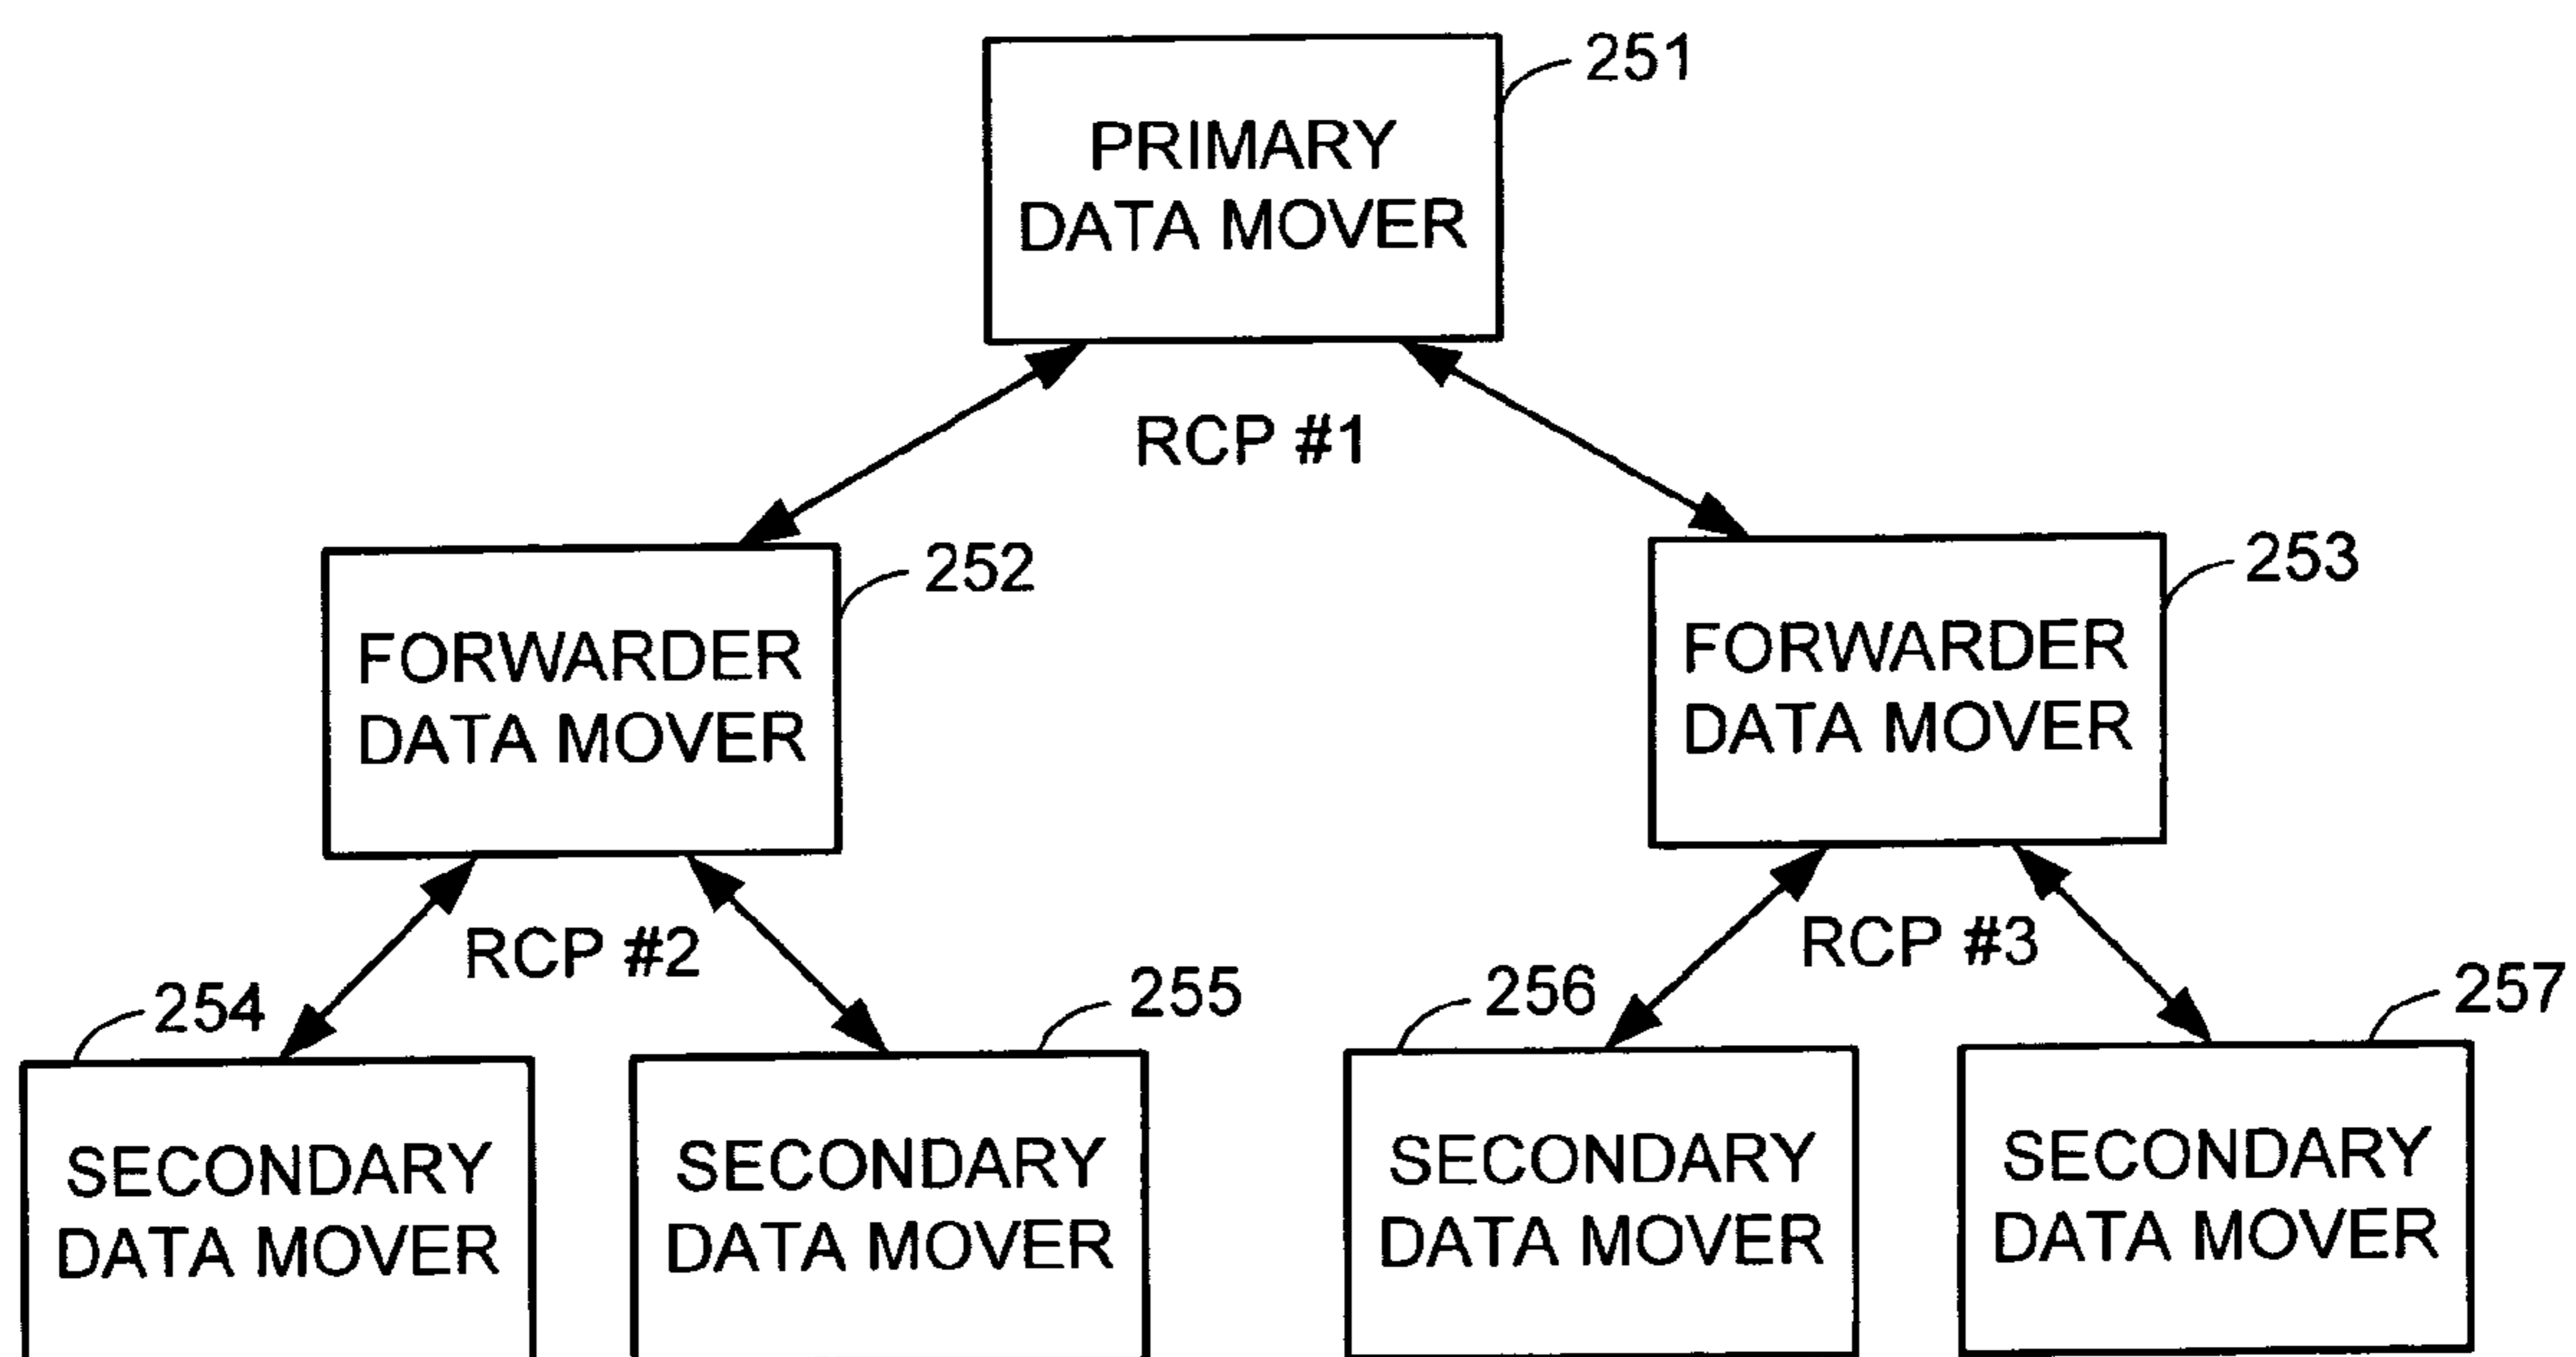 251
PRIMARY
DATA MOVER
RCP #1
252
FORWARDER
DATA MOVER
253
FORWARDER
DATA MOVER
RCP #2
RCP #3
254
SECONDARY
DATA MOVER
255
SECONDARY
DATA MOVER
256
SECONDARY
DATA MOVER
257
SECONDARY
DATA MOVER